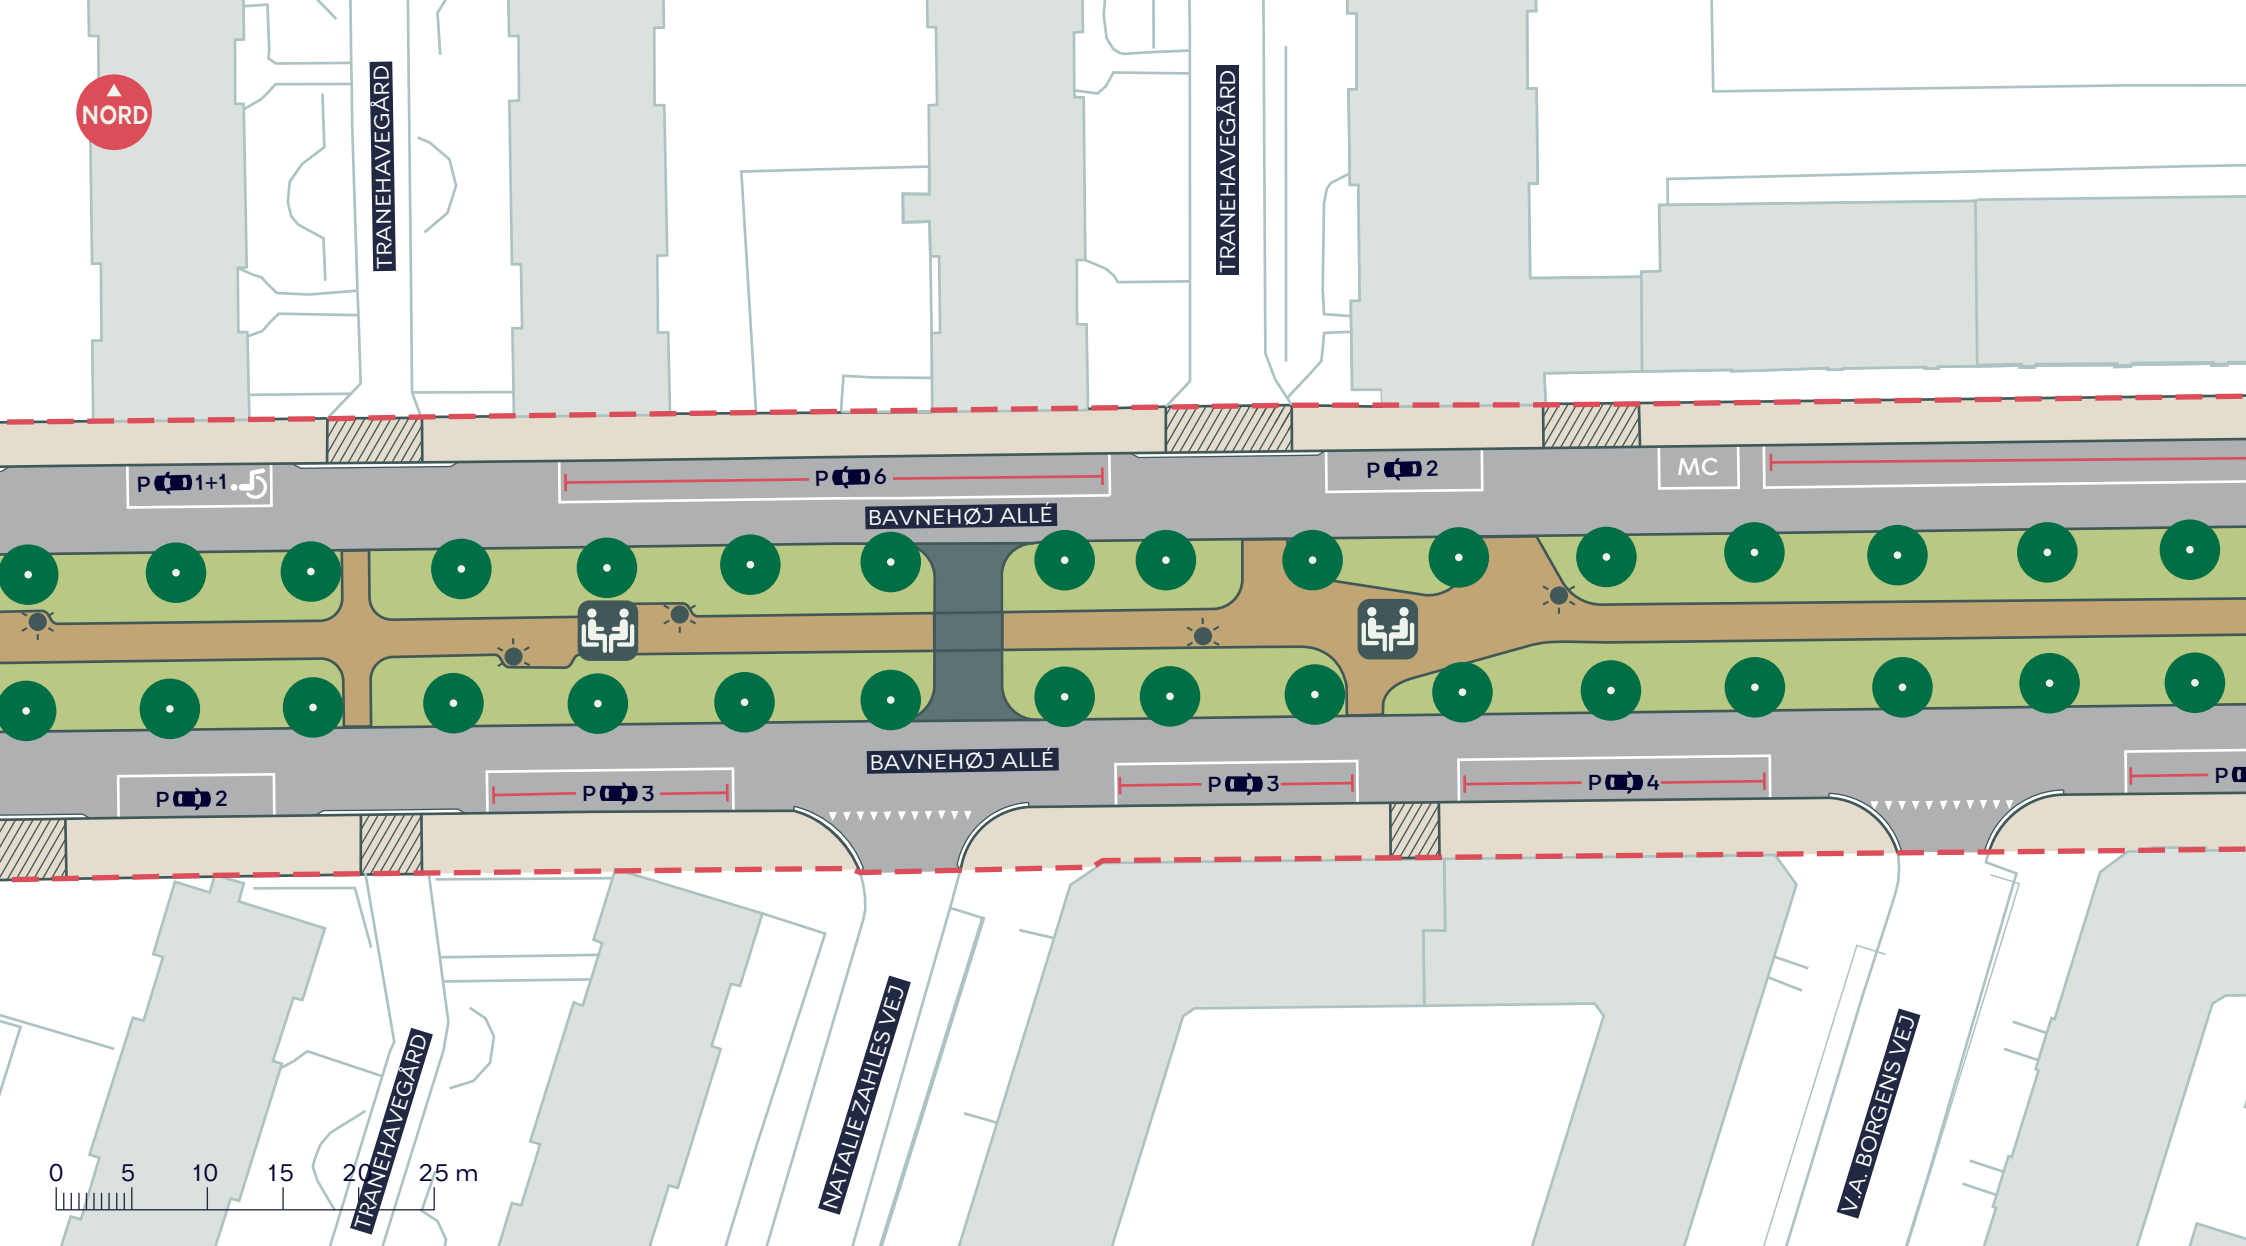 NORD
TRANEHAVEGÅRD
TRANEHAVEGÅRD
P 1+1
P 6
P 2
MC
BAVNEHØJ ALLÉ
BAVNEHØJ ALLÉ
P 2
P 3
P 3
P 4
P
TRANEHAVEGÅRD
NATALIE ZAHLES VEJ
V.A. BORGENS VEJ
0 5 10 15 20 25 m